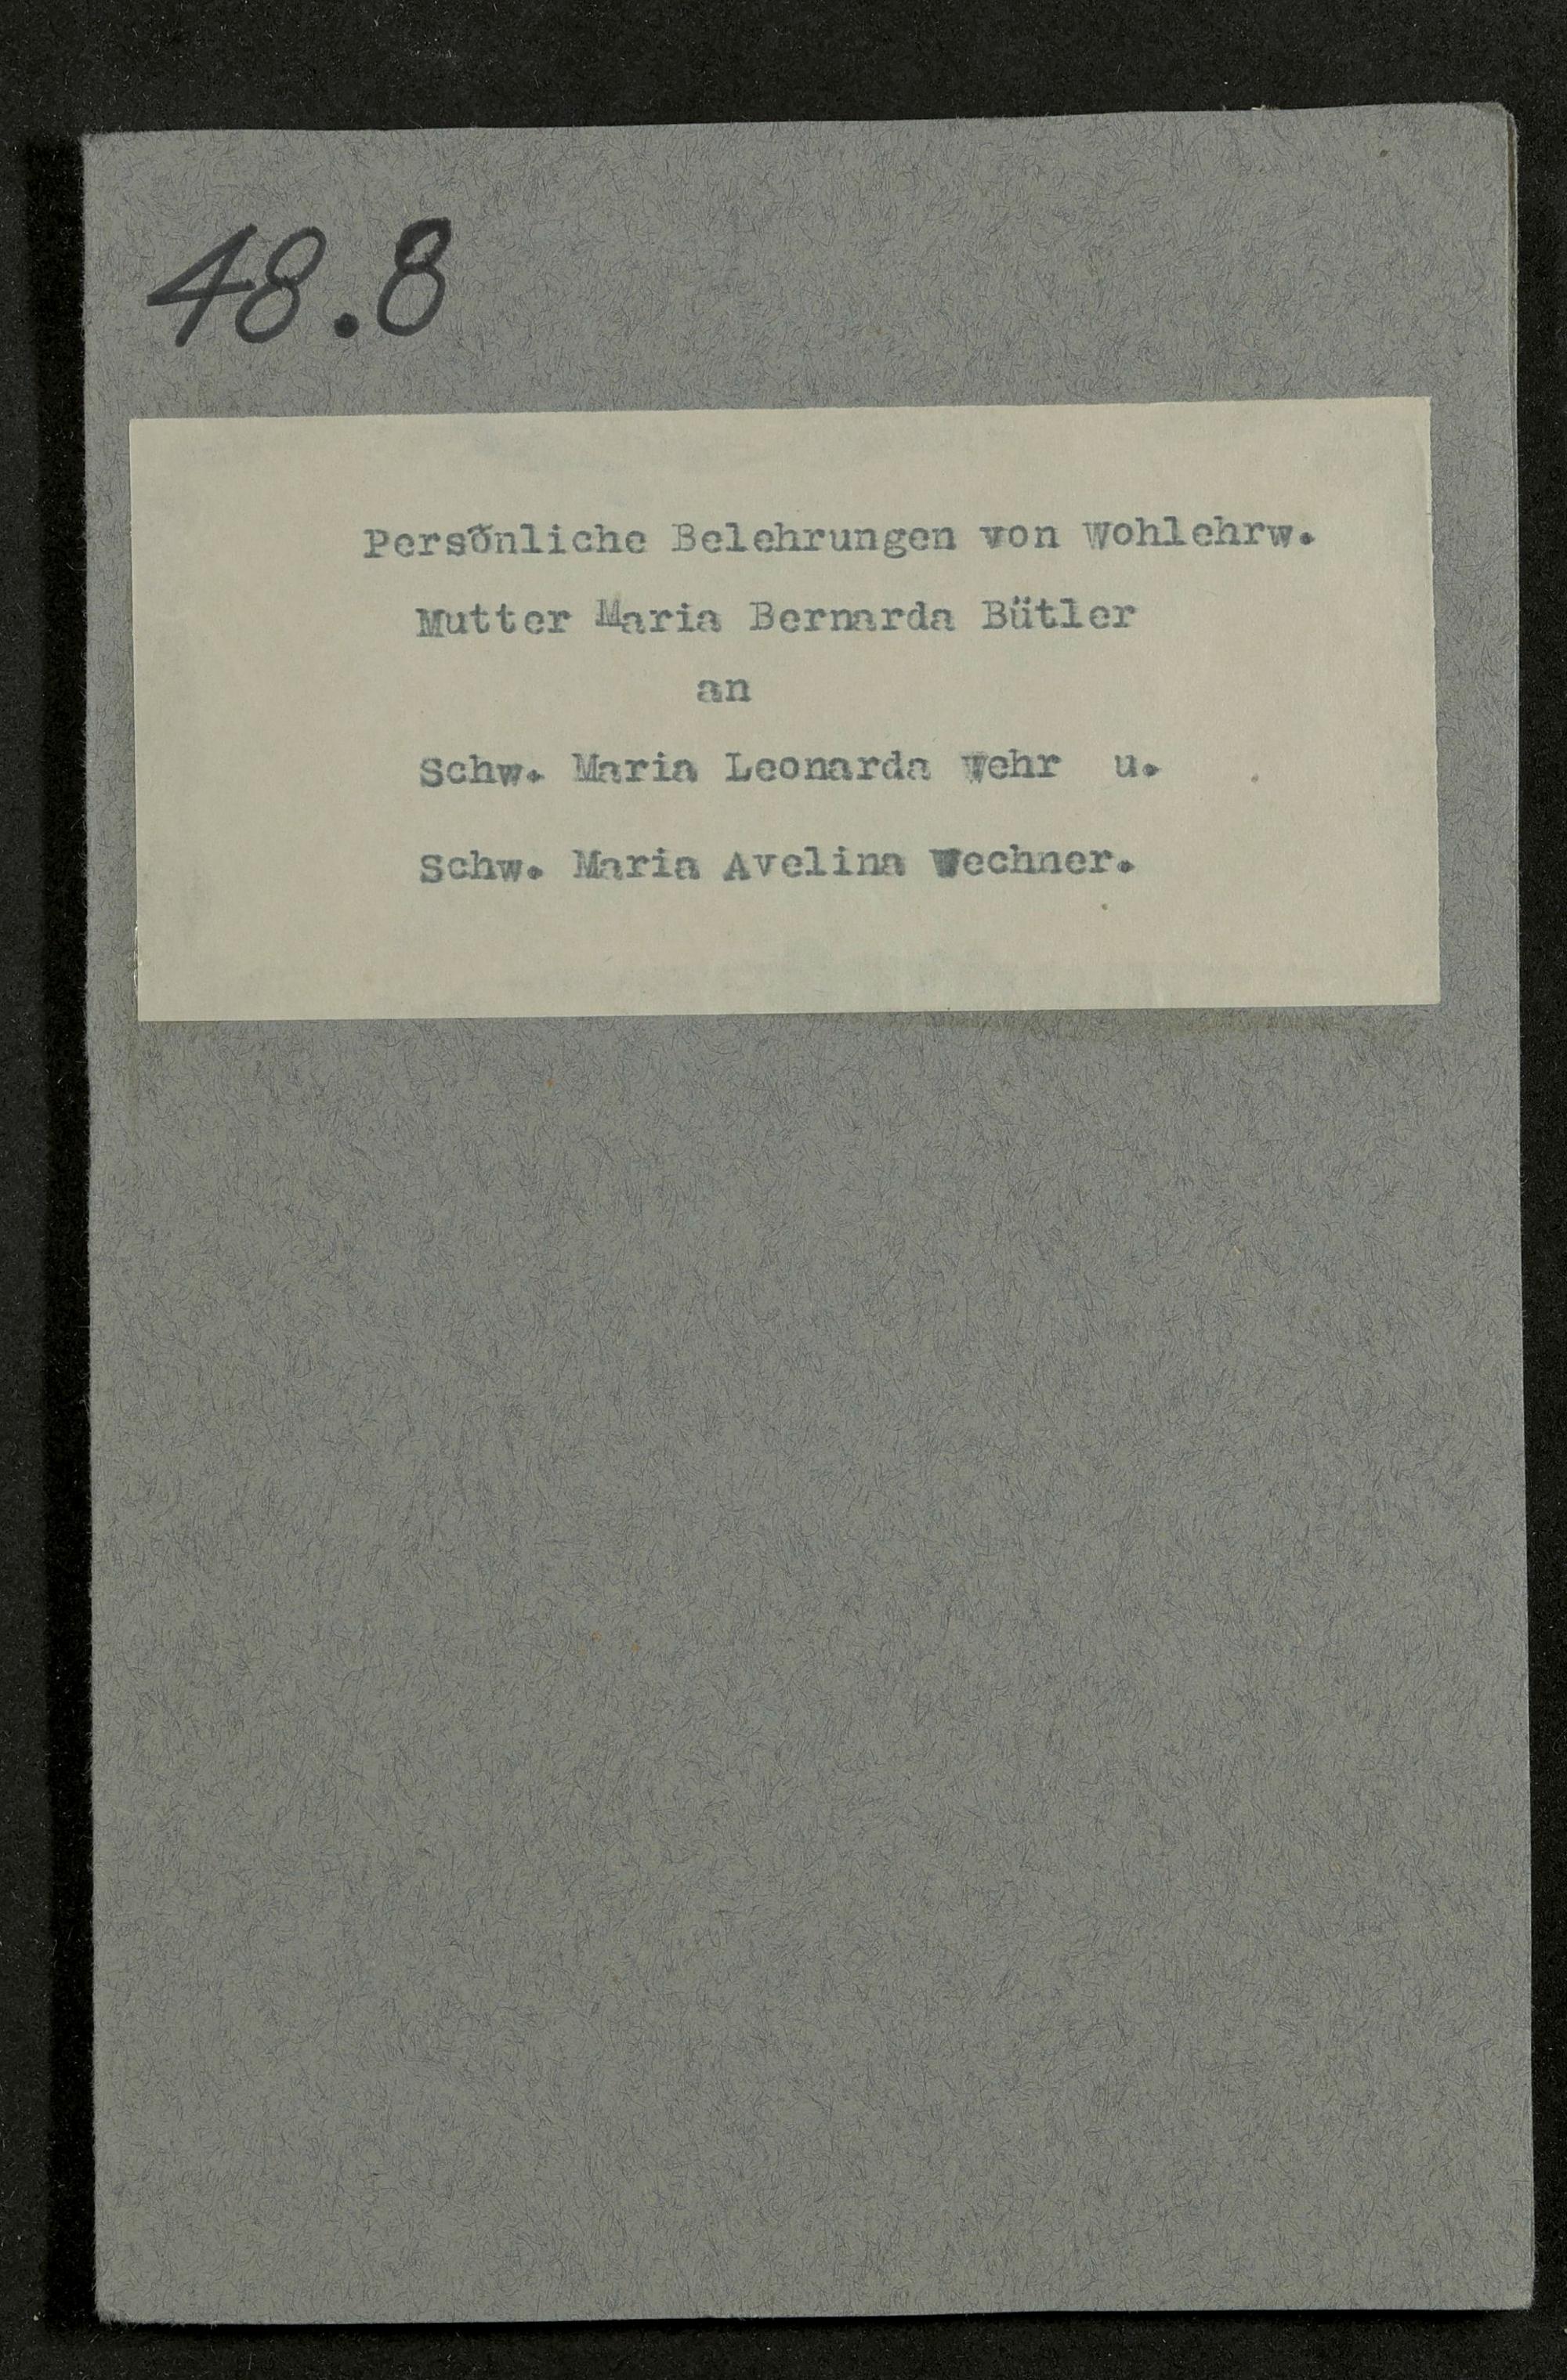 48.8
Persönliche Belehrungen von Wohlehrw.
Mutter Maria Bernarda Bütler
an
Schw. Maria Leonarda Wehr u.
Schw. Maria Avelina Wechner.